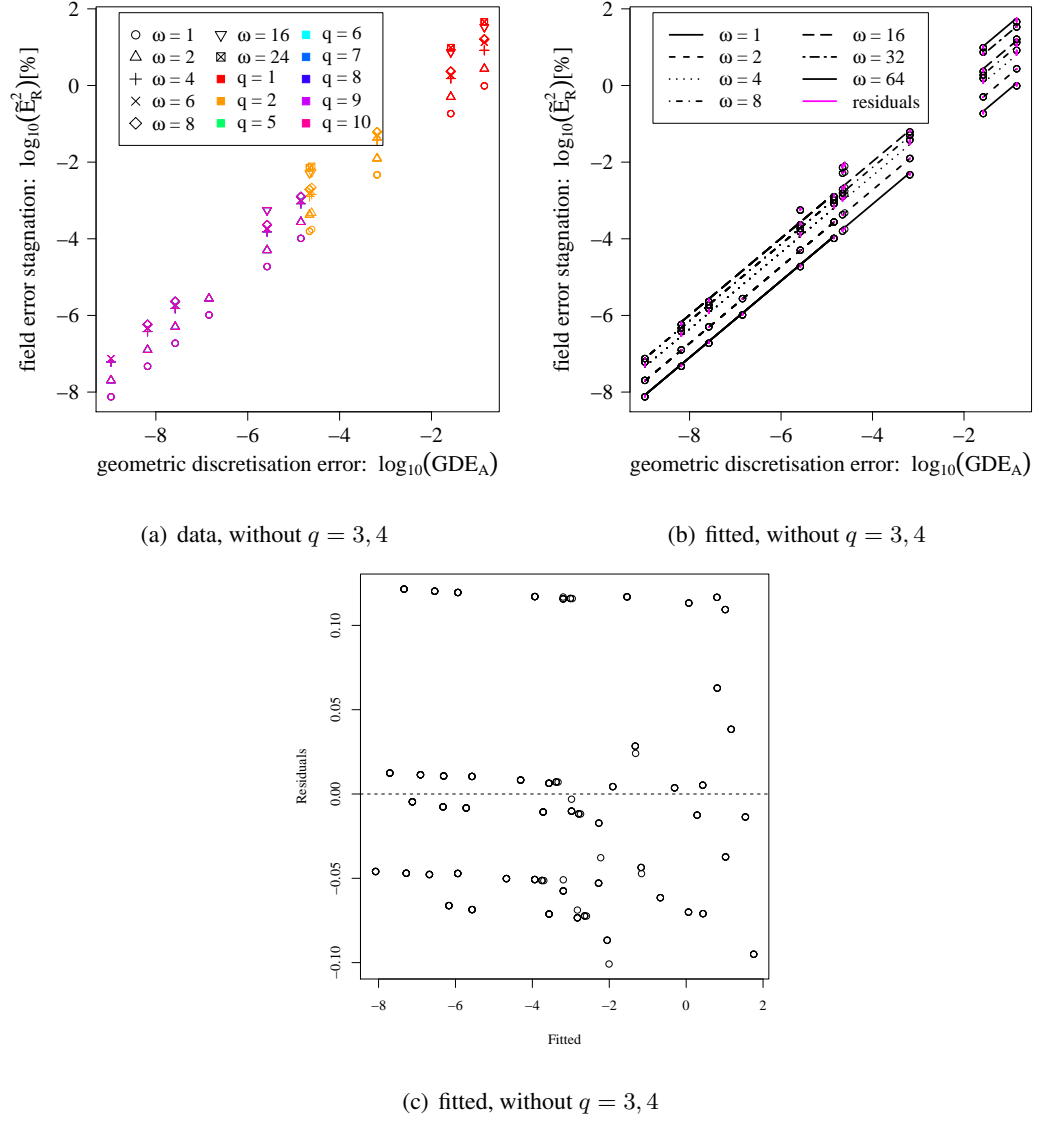 field error stagnation: log₁₀(Ẽ²_R)[%]
2
0
−2
−4
−6
−8
ω = 1
ω = 2
ω = 4
ω = 6
ω = 8
ω = 16
ω = 24
q = 1
q = 2
q = 5
q = 6
q = 7
q = 8
q = 9
q = 10
−8 −6 −4 −2
geometric discretisation error: log₁₀(GDE_A)
(a) data, without q = 3, 4
field error stagnation: log₁₀(Ẽ²_R)[%]
2
0
−2
−4
−6
−8
ω = 1
ω = 2
ω = 4
ω = 8
ω = 16
ω = 32
ω = 64
residuals
−8 −6 −4 −2
geometric discretisation error: log₁₀(GDE_A)
(b) fitted, without q = 3, 4
Residuals
0.10
0.05
0.00
−0.05
−0.10
−8 −6 −4 −2 0 2
Fitted
(c) fitted, without q = 3, 4